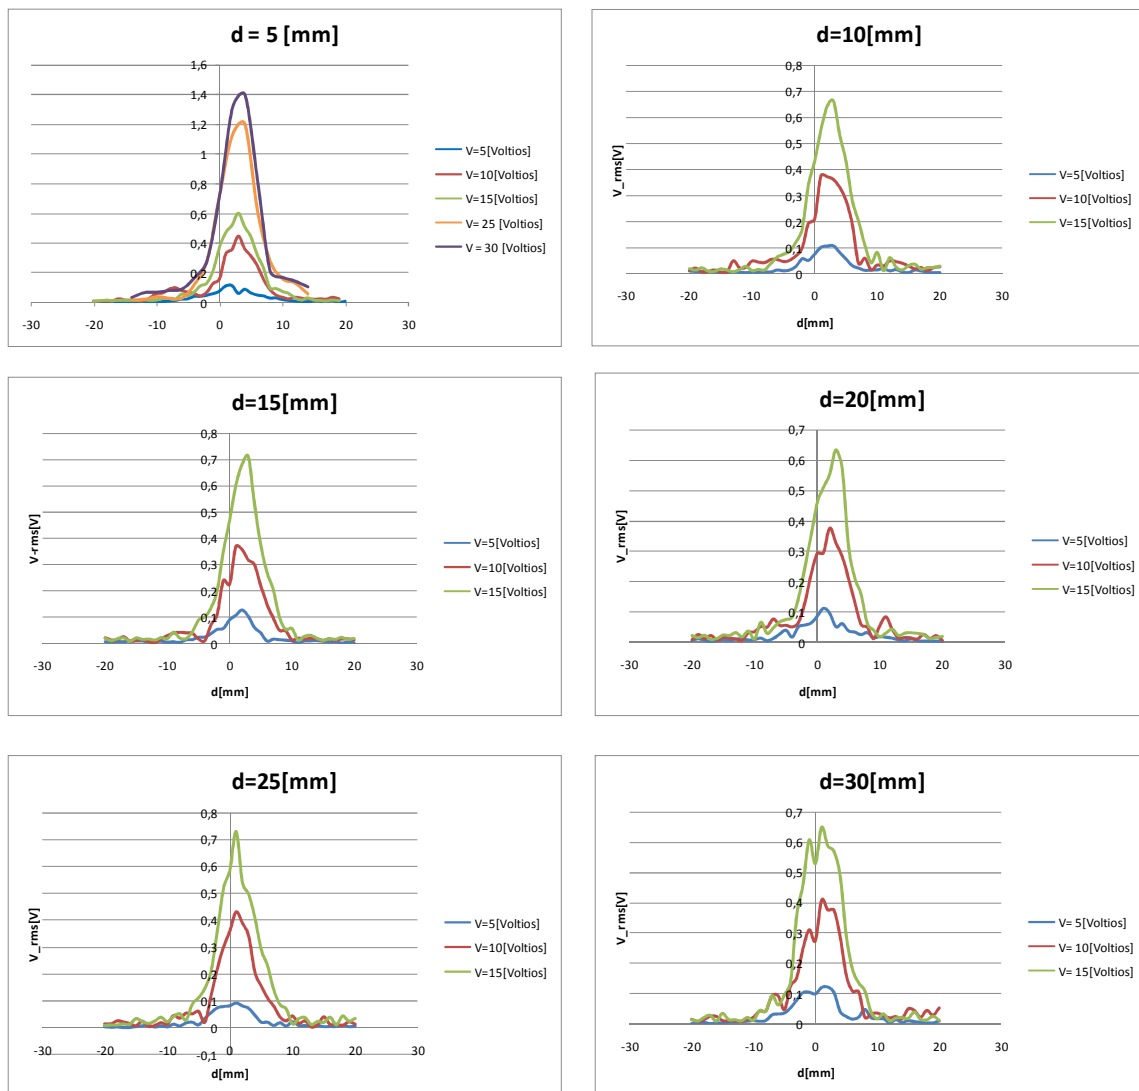 d = 5 [mm]
1,6
1,4
1,2
1
0,8
0,6
0,4
0,2
0
-30 -20 -10 0 10 20 30
V=5[Voltios]
V=10[Voltios]
V=15[Voltios]
V= 25 [Voltios]
V = 30 [Voltios]
d=10[mm]
0,8
0,7
0,6
0,5
0,4
0,3
0,2
0,1
0
-30 -20 -10 0 10 20 30
V_rms[V]
d[mm]
V=5[Voltios]
V=10[Voltios]
V=15[Voltios]
d=15[mm]
0,8
0,7
0,6
0,5
0,4
0,3
0,2
0,1
0
-30 -20 -10 0 10 20 30
V-rms[V]
d[mm]
V=5[Voltios]
V=10[Voltios]
V=15[Voltios]
d=20[mm]
0,7
0,6
0,5
0,4
0,3
0,2
0,1
0
-30 -20 -10 0 10 20 30
V_rms[V]
d[mm]
V=5[Voltios]
V=10[Voltios]
V=15[Voltios]
d=25[mm]
0,8
0,7
0,6
0,5
0,4
0,3
0,2
0,1
0
-0,1
-30 -20 -10 0 10 20 30
V_rms[V]
d[mm]
V=5[Voltios]
V=10[Voltios]
V=15[Voltios]
d=30[mm]
0,7
0,6
0,5
0,4
0,3
0,2
0,1
0
-30 -20 -10 0 10 20 30
V_rms[V]
d[mm]
V= 5[Voltios]
V= 10[Voltios]
V= 15[Voltios]